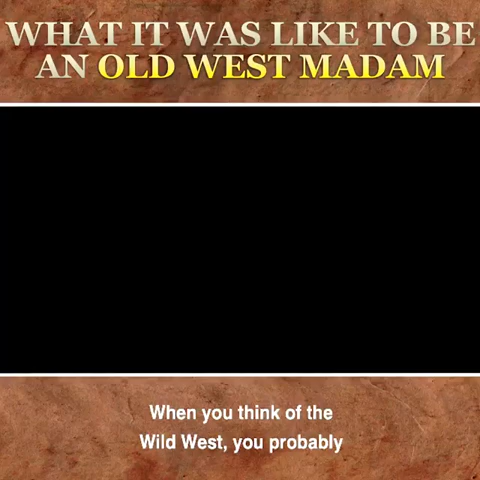 WHAT IT WAS LIKE TO BE
AN OLD WEST MADAM
When you think of the
Wild West, you probably